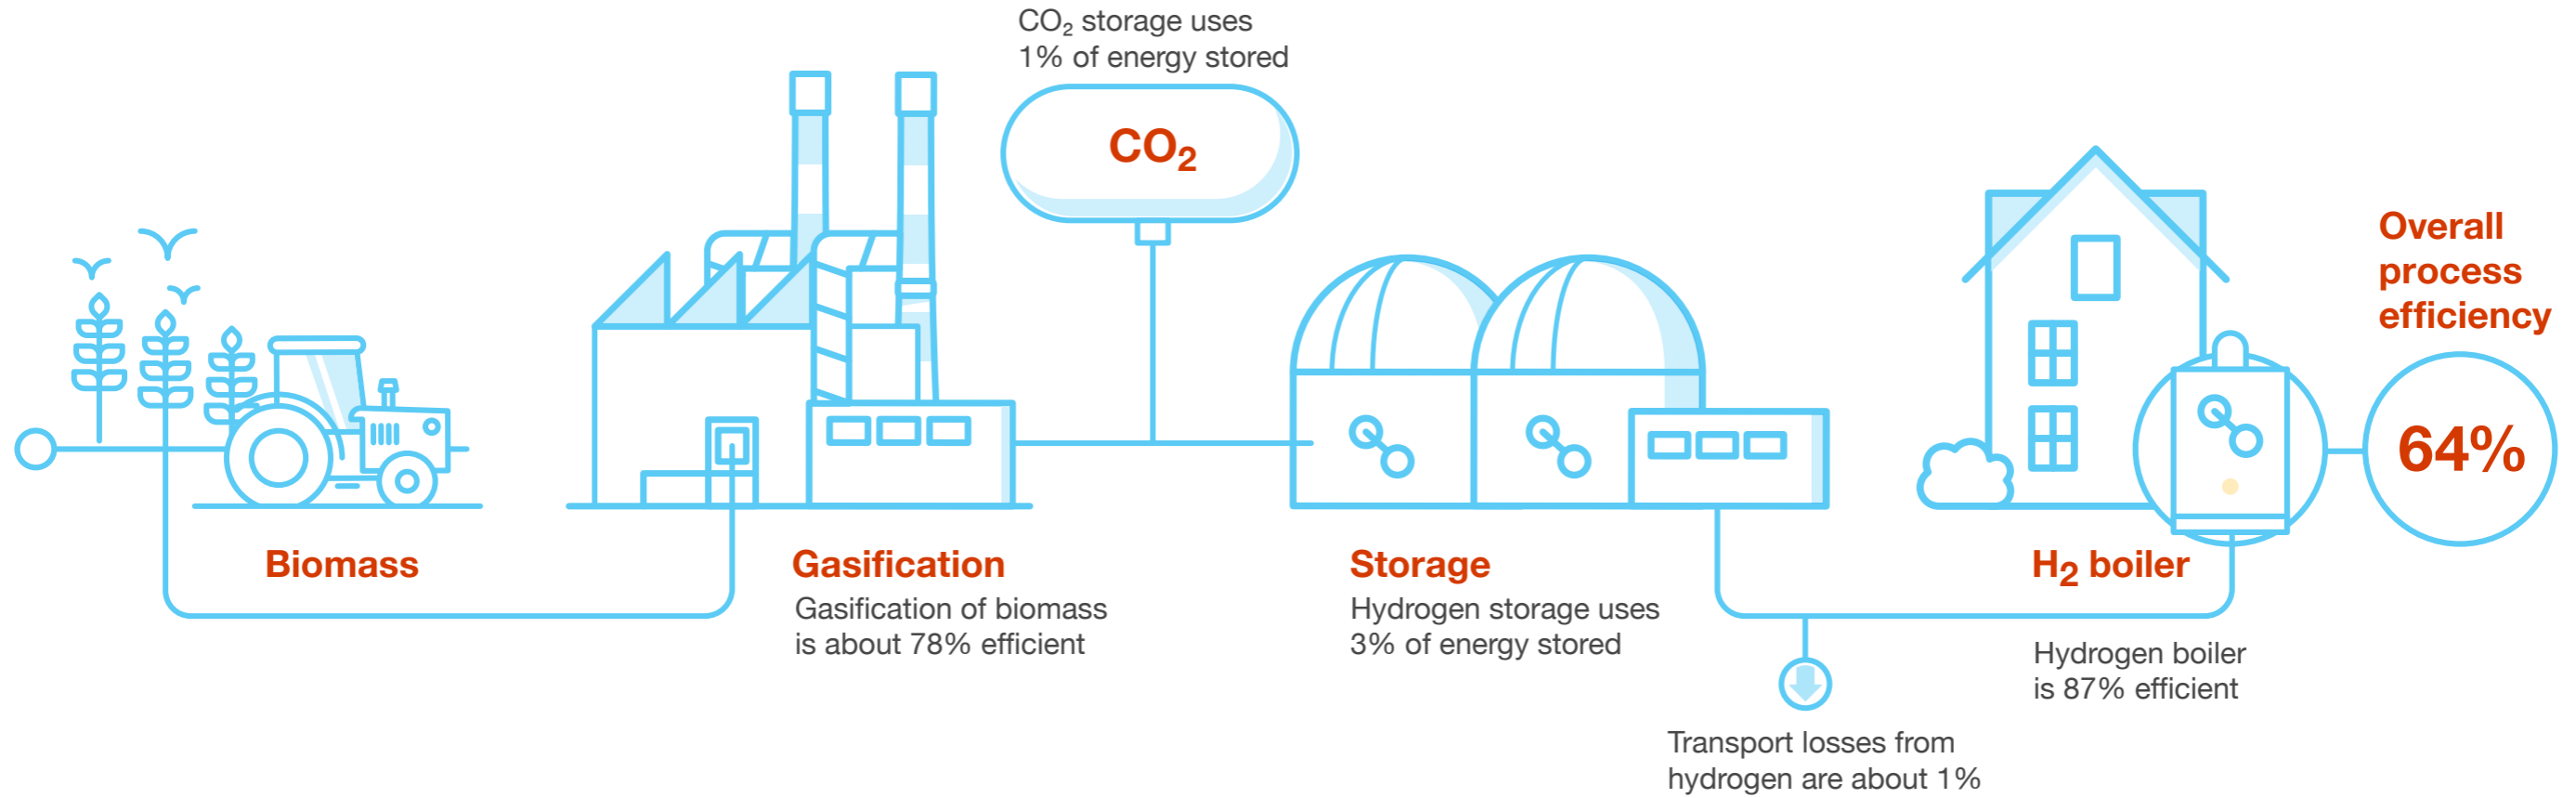 CO₂ storage uses
1% of energy stored
CO₂
Biomass
Gasification
Gasification of biomass
is about 78% efficient
Storage
Hydrogen storage uses
3% of energy stored
Transport losses from
hydrogen are about 1%
H₂ boiler
Hydrogen boiler
is 87% efficient
Overall
process
efficiency
64%